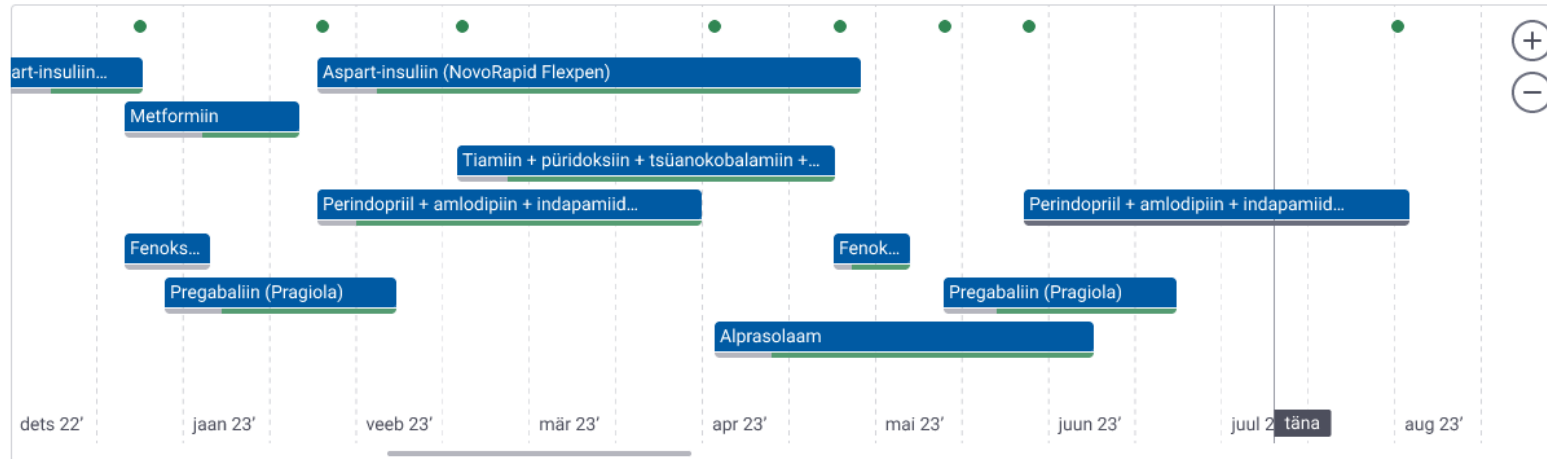 art-insuliin...
Aspart-insuliin (NovoRapid Flexpen)
Metformiin
Tiamiin + püridoksiin + tsüanokobalamiin +...
Perindopriil + amlodipiin + indapamiid...
Perindopriil + amlodipiin + indapamiid...
Fenoks...
Fenok...
Pregabaliin (Pragiola)
Pregabaliin (Pragiola)
Alprasolaam
dets 22’ jaan 23’ veeb 23’ mär 23’ apr 23’ mai 23’ juun 23’ juul 2 täna aug 23’